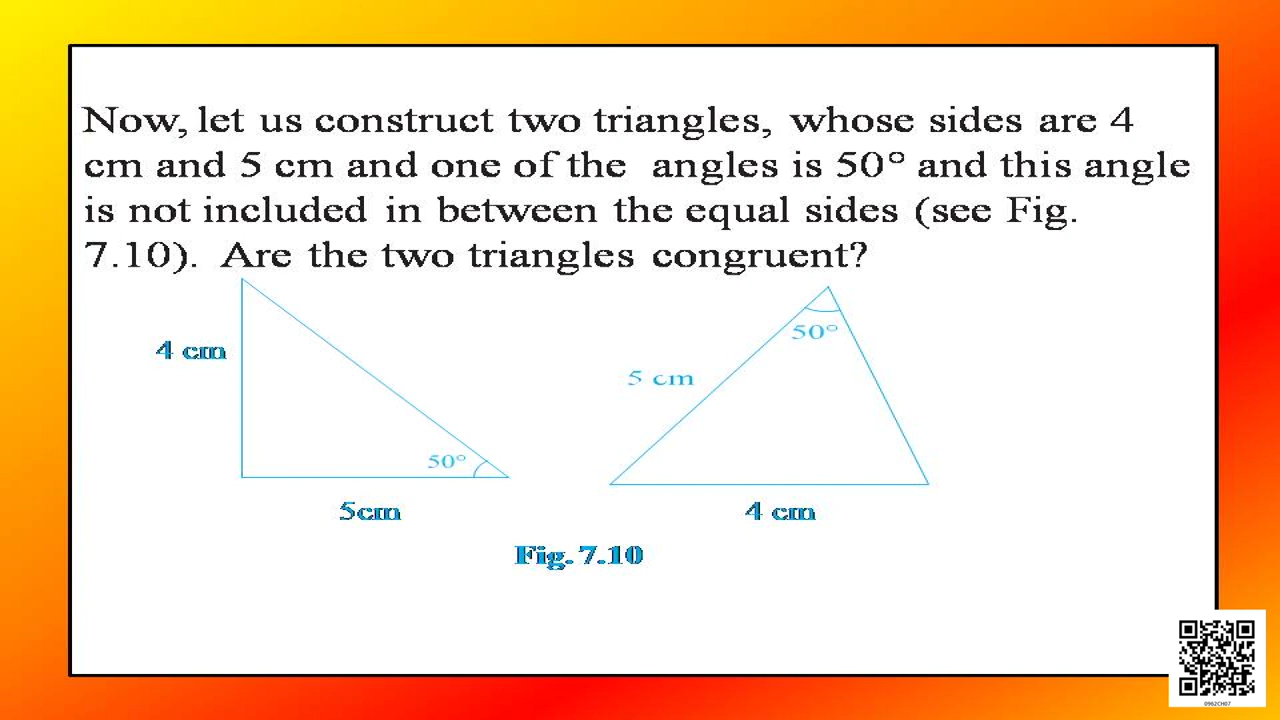 Now, let us construct two triangles, whose sides are 4
cm and 5 cm and one of the angles is 50° and this angle
is not included in between the equal sides (see Fig.
7.10). Are the two triangles congruent?
4 cm
50°
5cm
50°
5 cm
4 cm
Fig. 7.10
0962CH07